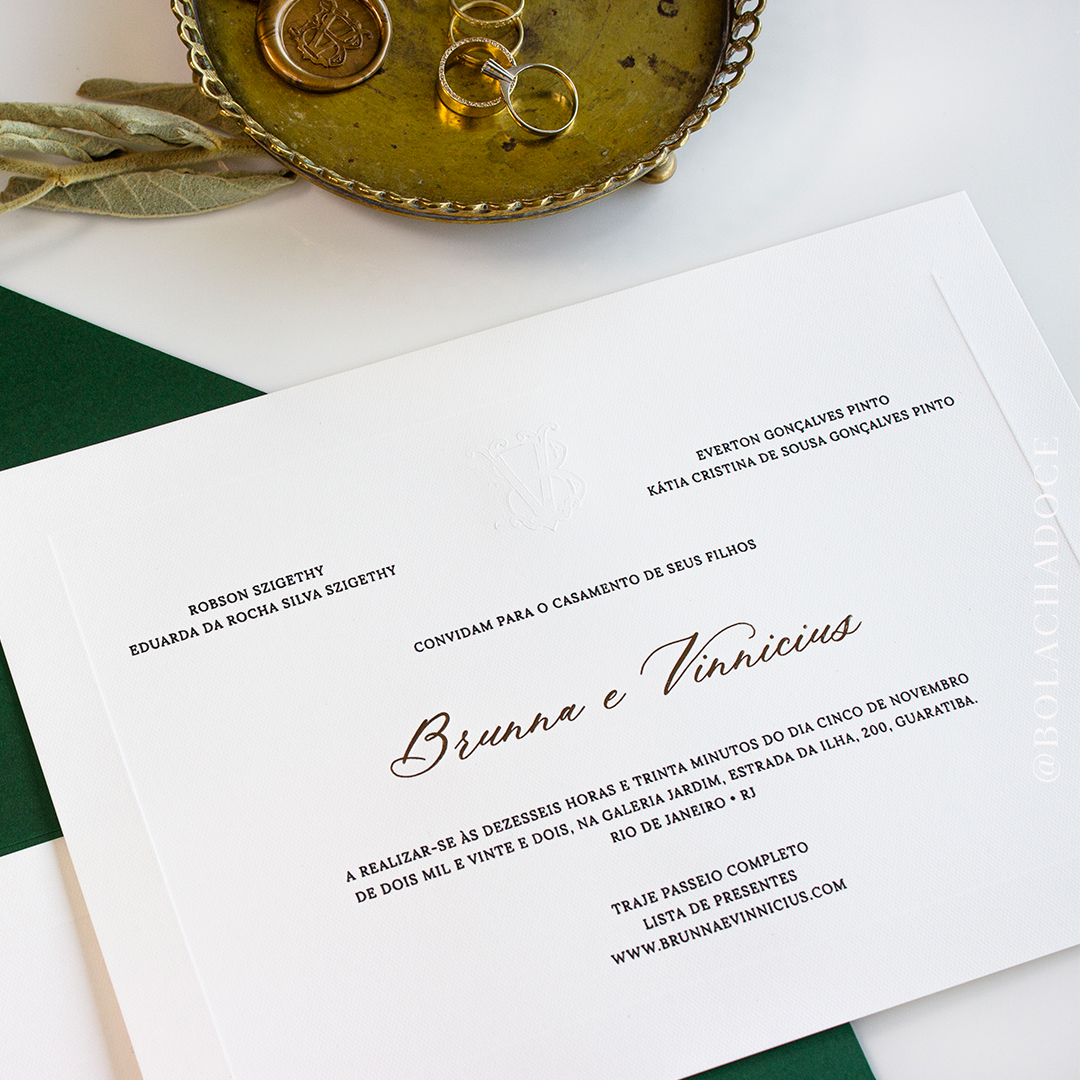 ROBSON SZIGETHY
EDUARDA DA ROCHA SILVA SZIGETHY
EVERTON GONÇALVES PINTO
KÁTIA CRISTINA DE SOUSA GONÇALVES PINTO
CONVIDAM PARA O CASAMENTO DE SEUS FILHOS
Brunna e Vinnicius
A REALIZAR-SE ÀS DEZESSEIS HORAS E TRINTA MINUTOS DO DIA CINCO DE NOVEMBRO
DE DOIS MIL E VINTE E DOIS, NA GALERIA JARDIM, ESTRADA DA ILHA, 200, GUARATIBA.
RIO DE JANEIRO • RJ
TRAJE PASSEIO COMPLETO
LISTA DE PRESENTES
WWW.BRUNNAEVINNICIUS.COM
@BOLACHADOCE